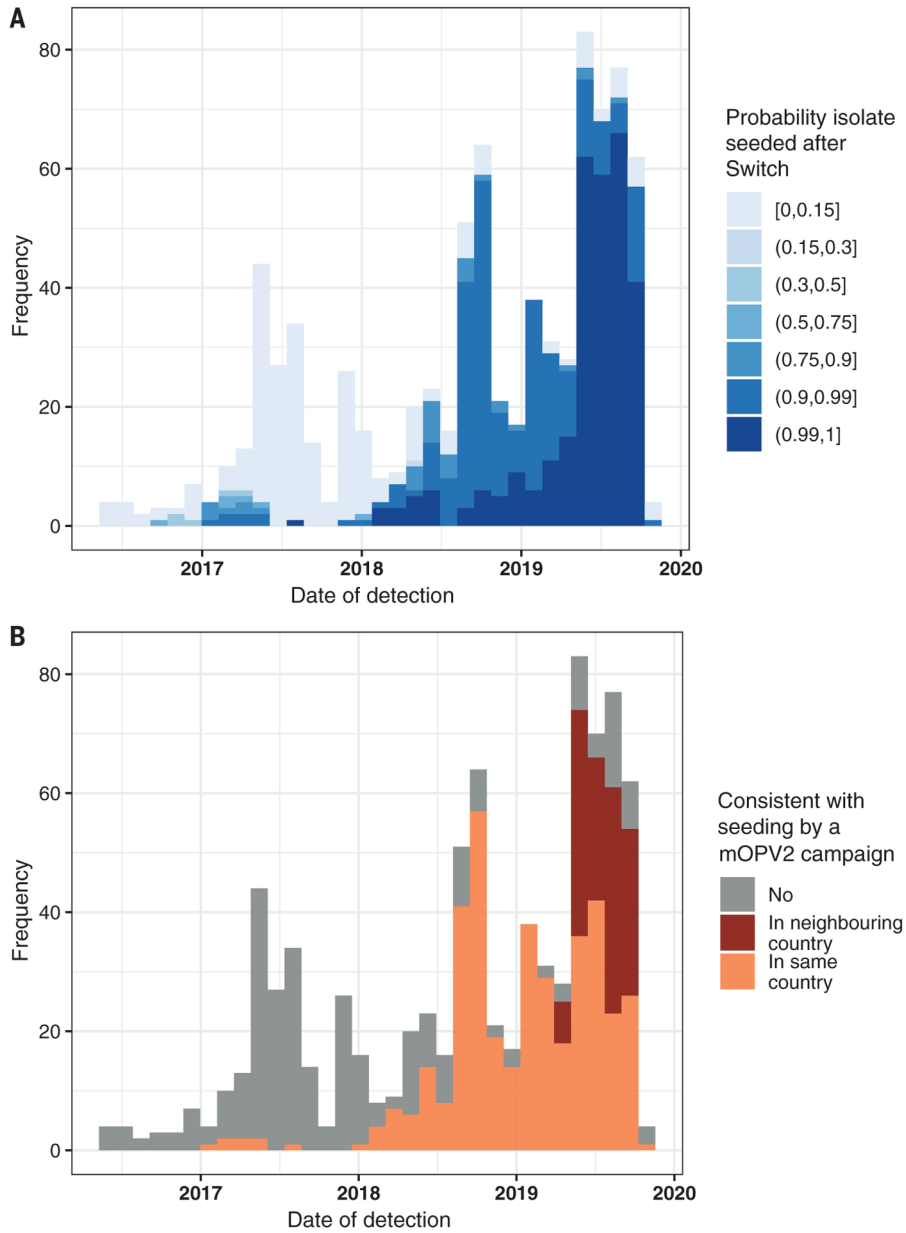 A
80
60
40
20
0
Frequency
2017
2018
2019
2020
Date of detection
Probability isolate
seeded after
Switch
[0,0.15]
(0.15,0.3]
(0.3,0.5]
(0.5,0.75]
(0.75,0.9]
(0.9,0.99]
(0.99,1]
B
80
60
40
20
0
Frequency
2017
2018
2019
2020
Date of detection
Consistent with
seeding by a
mOPV2 campaign
No
In neighbouring
country
In same
country